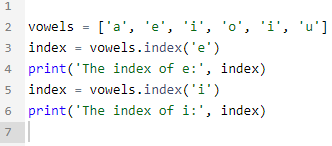 1
2 vowels = ['a', 'e', 'i', 'o', 'i', 'u']
3 index = vowels.index('e')
4 print('The index of e:', index)
5 index = vowels.index('i')
6 print('The index of i:', index)
7